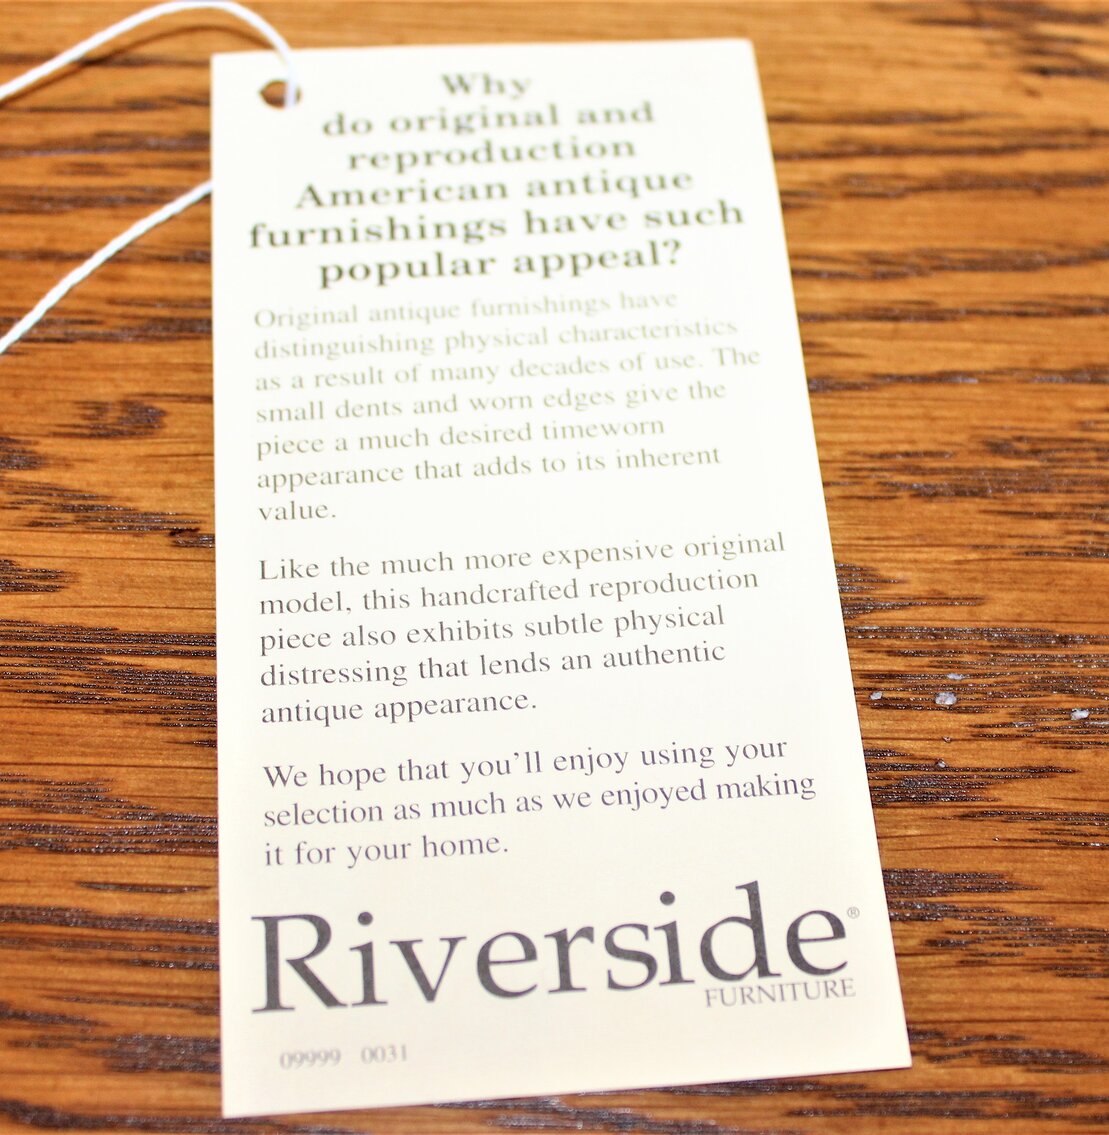 Why
do original and
reproduction
American antique
furnishings have such
popular appeal?
Original antique furnishings have
distinguishing physical characteristics
as a result of many decades of use. The
small dents and worn edges give the
piece a much desired timeworn
appearance that adds to its inherent
value.
Like the much more expensive original
model, this handcrafted reproduction
piece also exhibits subtle physical
distressing that lends an authentic
antique appearance.
We hope that you'll enjoy using your
selection as much as we enjoyed making
it for your home.
Riverside®
FURNITURE
09999 0031